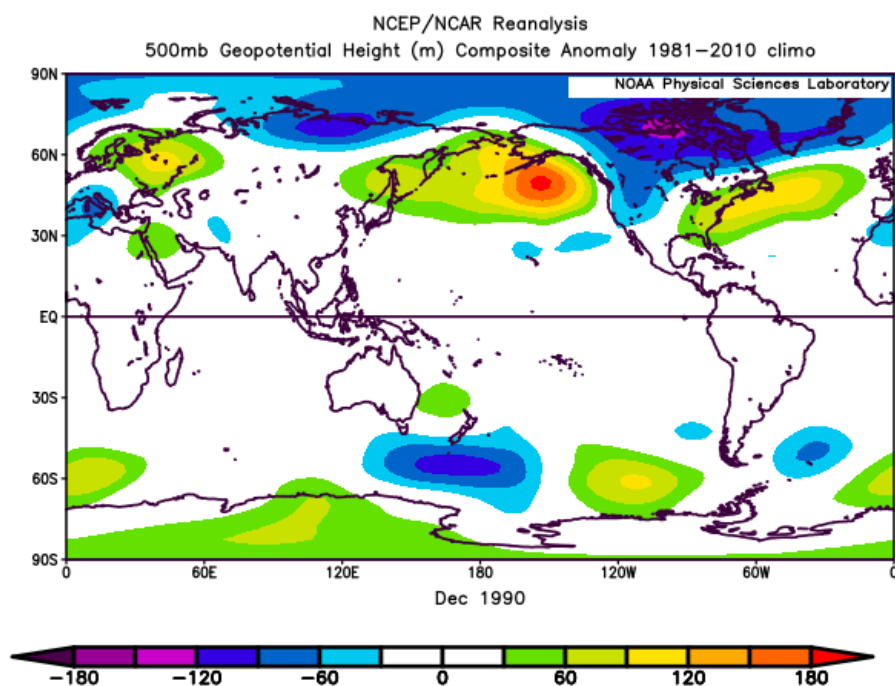 NCEP/NCAR Reanalysis
500mb Geopotential Height (m) Composite Anomaly 1981−2010 climo
NOAA Physical Sciences Laboratory
90N
60N
30N
EQ
30S
60S
90S
0 60E 120E 180 120W 60W 0
Dec 1990
−180 −120 −60 0 60 120 180